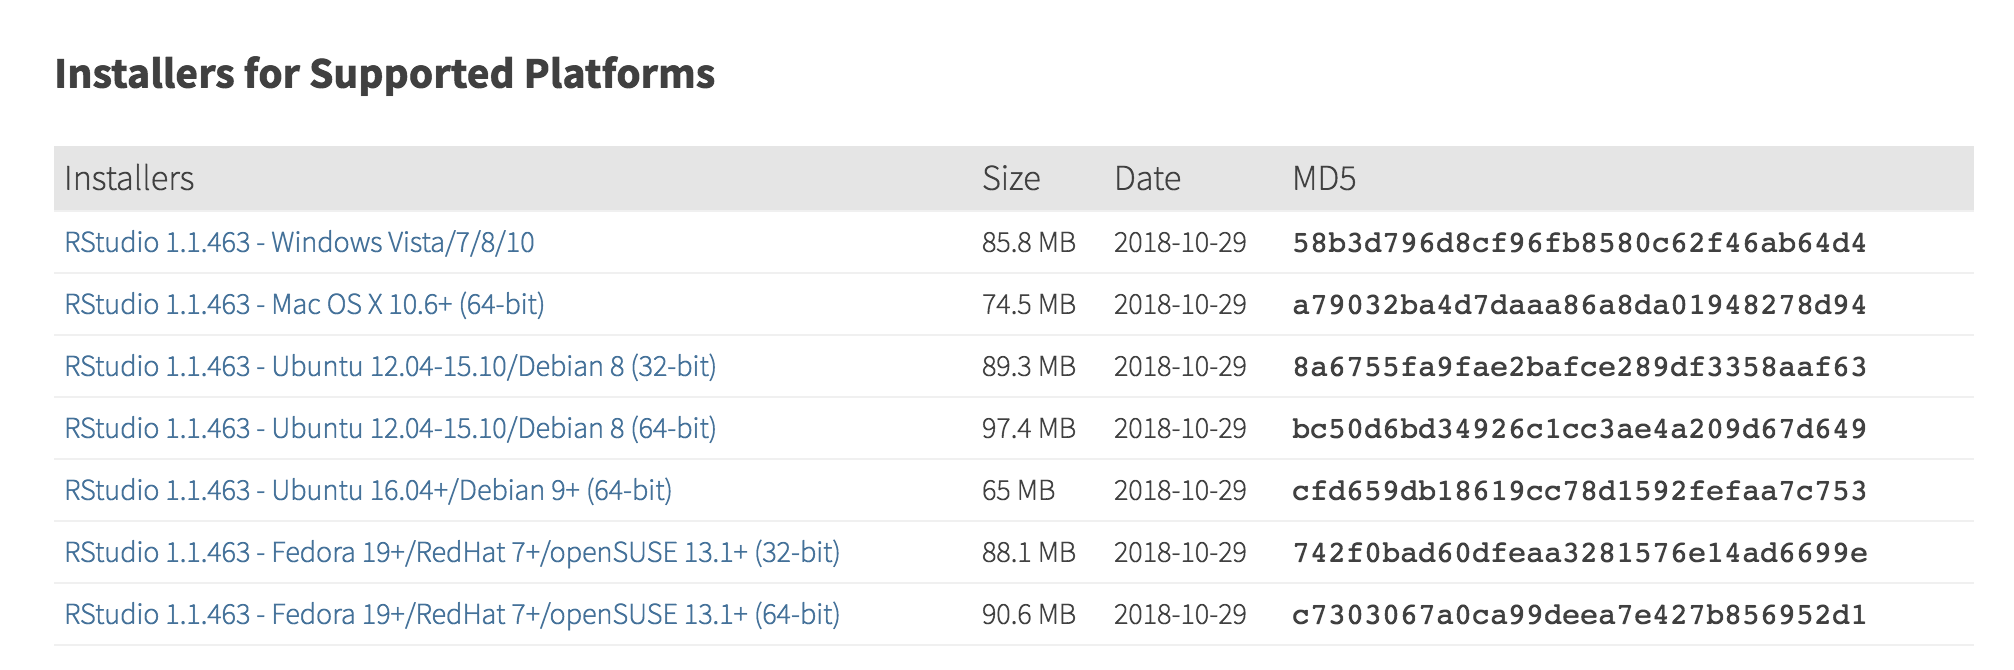 Installers for Supported Platforms
Installers Size Date MD5
RStudio 1.1.463 - Windows Vista/7/8/10 85.8 MB 2018-10-29 58b3d796d8cf96fb8580c62f46ab64d4
RStudio 1.1.463 - Mac OS X 10.6+ (64-bit) 74.5 MB 2018-10-29 a79032ba4d7daaa86a8da01948278d94
RStudio 1.1.463 - Ubuntu 12.04-15.10/Debian 8 (32-bit) 89.3 MB 2018-10-29 8a6755fa9fae2bafce289df3358aaf63
RStudio 1.1.463 - Ubuntu 12.04-15.10/Debian 8 (64-bit) 97.4 MB 2018-10-29 bc50d6bd34926c1cc3ae4a209d67d649
RStudio 1.1.463 - Ubuntu 16.04+/Debian 9+ (64-bit) 65 MB 2018-10-29 cfd659db18619cc78d1592fefaa7c753
RStudio 1.1.463 - Fedora 19+/RedHat 7+/openSUSE 13.1+ (32-bit) 88.1 MB 2018-10-29 742f0bad60dfeaa3281576e14ad6699e
RStudio 1.1.463 - Fedora 19+/RedHat 7+/openSUSE 13.1+ (64-bit) 90.6 MB 2018-10-29 c7303067a0ca99deea7e427b856952d1